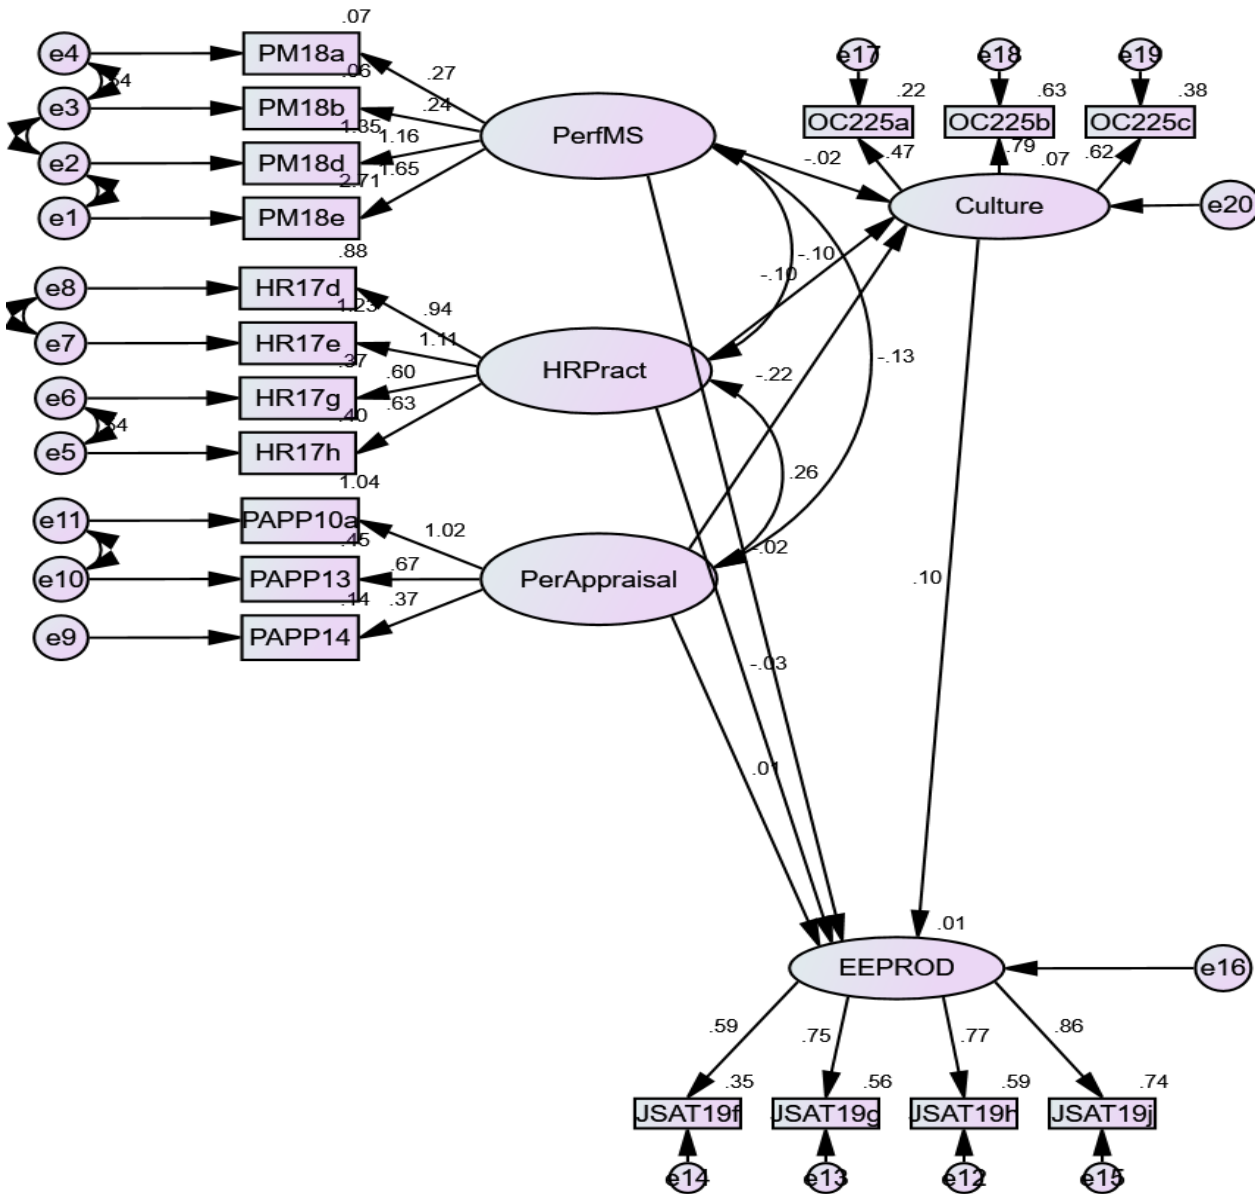 .07
e4 PM18a .27
.06
e3 PM18b .24
1.35
e2 PM18d 1.16
2.71
e1 PM18e 1.65
PerfMS
e17 e18 e19
.22 .63 .38
OC225a OC225b OC225c
.47 .79 .07 .62
-.02
Culture
e20
.88
e8 HR17d .94
1.23
e7 HR17e 1.11
.37
e6 HR17g .60
.40
e5 HR17h .63
HRPract
-.10
-.10
-.13
-.22
.26
1.04
e11 PAPP10a 1.02
.45
e10 PAPP13 .67
.14
e9 PAPP14 .37
PerAppraisal
-.02
.10
-.03
.01
.01
EEPROD
e16
.59 .75 .77 .86
.35 .56 .59 .74
JSAT19f JSAT19g JSAT19h JSAT19j
e14 e13 e12 e15